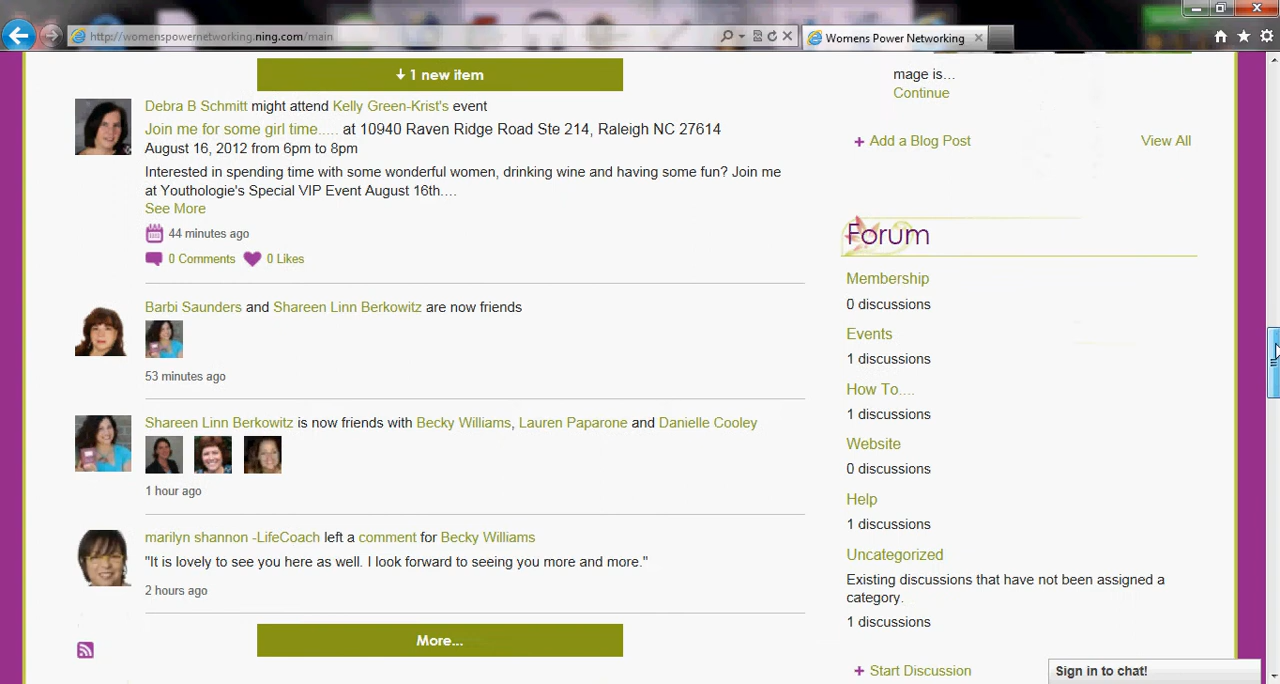 http://womenspowernetworking.ning.com/main
Womens Power Networking
↓ 1 new item
Debra B Schmitt might attend Kelly Green-Krist's event
Join me for some girl time..... at 10940 Raven Ridge Road Ste 214, Raleigh NC 27614
August 16, 2012 from 6pm to 8pm
Interested in spending time with some wonderful women, drinking wine and having some fun? Join me
at Youthologie's Special VIP Event August 16th....
See More
44 minutes ago
0 Comments 0 Likes
Barbi Saunders and Shareen Linn Berkowitz are now friends
53 minutes ago
Shareen Linn Berkowitz is now friends with Becky Williams, Lauren Paparone and Danielle Cooley
1 hour ago
marilyn shannon -LifeCoach left a comment for Becky Williams
"It is lovely to see you here as well. I look forward to seeing you more and more."
2 hours ago
More...
mage is…
Continue
+ Add a Blog Post
View All
Forum
Membership
0 discussions
Events
1 discussions
How To....
1 discussions
Website
0 discussions
Help
1 discussions
Uncategorized
Existing discussions that have not been assigned a
category.
1 discussions
+ Start Discussion
Sign in to chat!